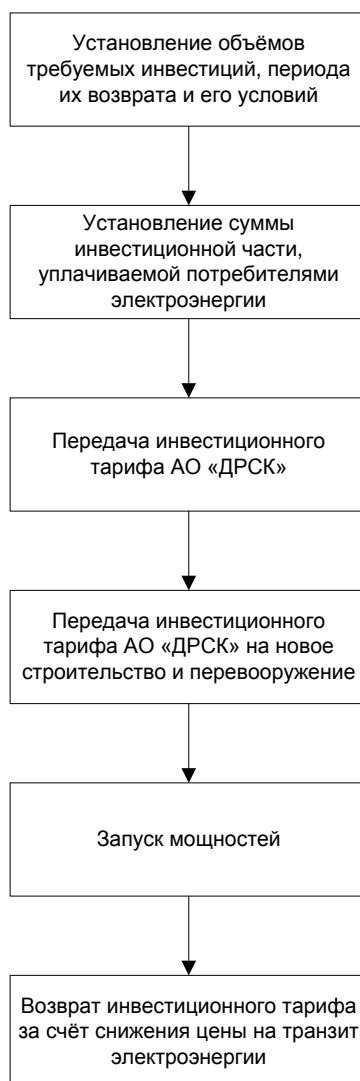 Установление объёмов
требуемых инвестиций, периода
их возврата и его условий
Установление суммы
инвестиционной части,
уплачиваемой потребителями
электроэнергии
Передача инвестиционного
тарифа АО «ДРСК»
Передача инвестиционного
тарифа АО «ДРСК» на новое
строительство и перевооружение
Запуск мощностей
Возврат инвестиционного тарифа
за счёт снижения цены на транзит
электроэнергии